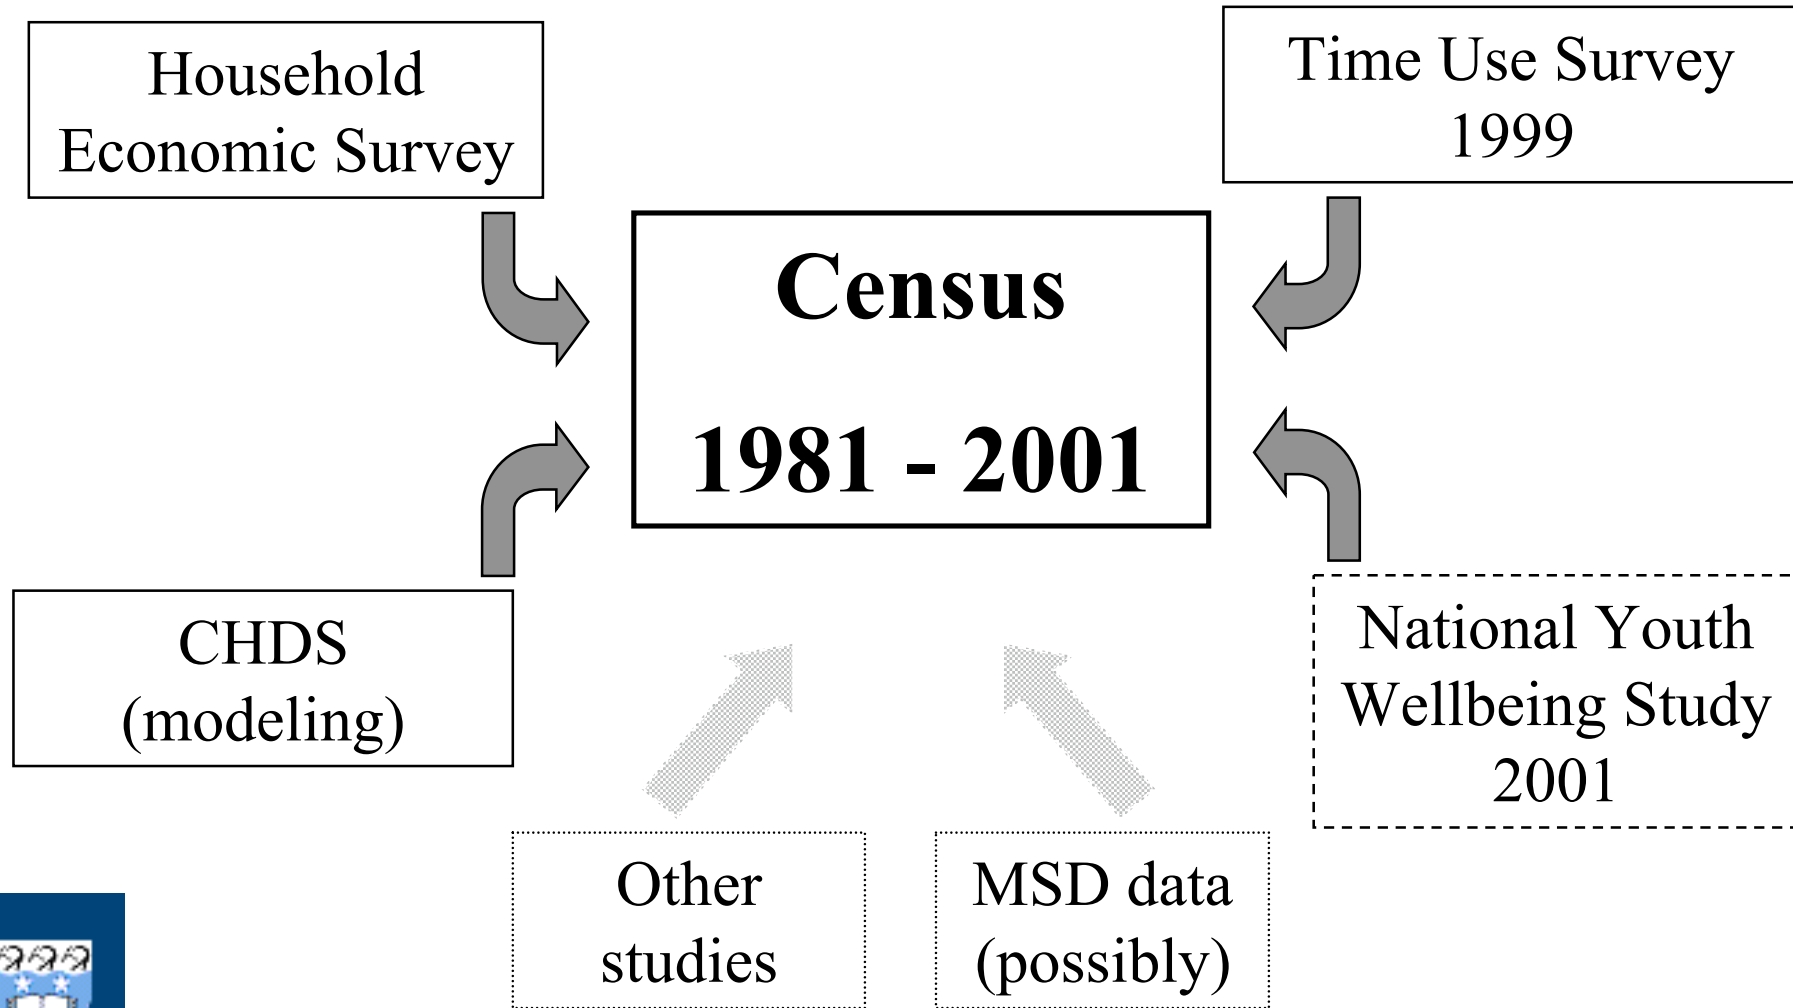 Household
Economic Survey
Time Use Survey
1999
Census
1981 - 2001
CHDS
(modeling)
National Youth
Wellbeing Study
2001
Other
studies
MSD data
(possibly)